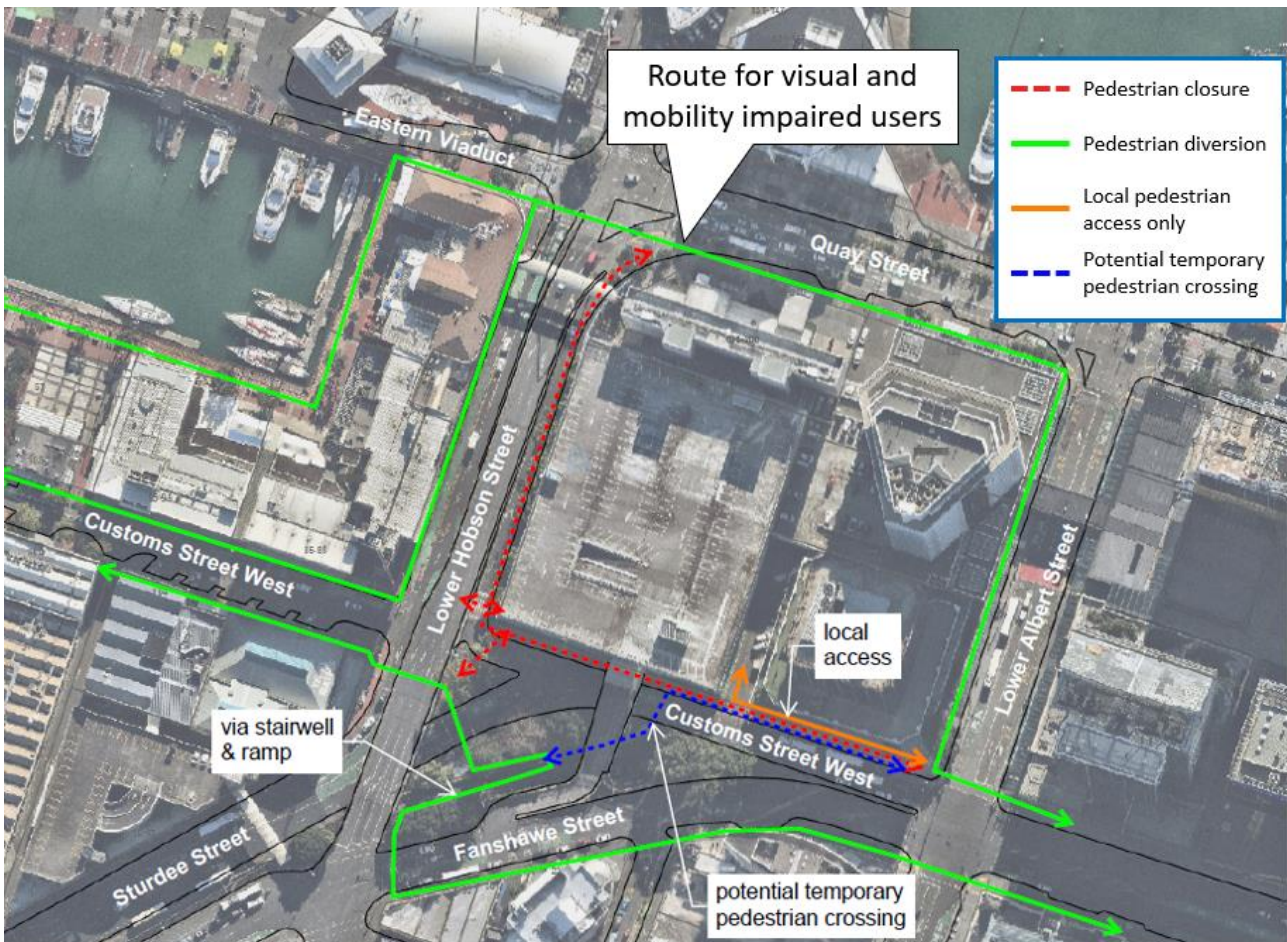 Route for visual and
mobility impaired users
Pedestrian closure
Pedestrian diversion
Local pedestrian
access only
Potential temporary
pedestrian crossing
Eastern Viaduct
Quay Street
Lower Hobson Street
Customs Street West
Lower Albert Street
local
access
via stairwell
& ramp
Customs Street West
Fanshawe Street
Sturdee Street
potential temporary
pedestrian crossing